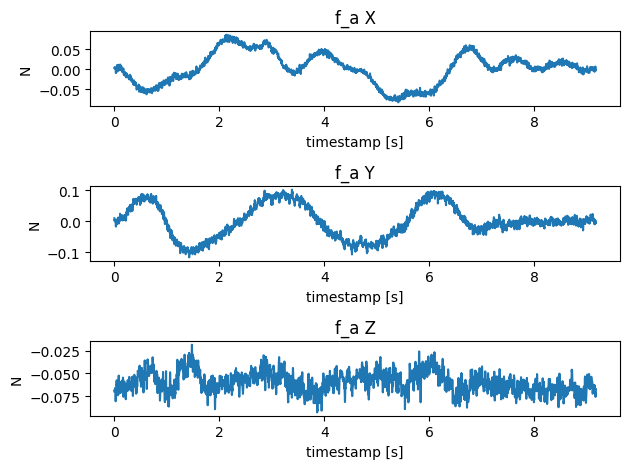 f_a X
0.05
0.00
−0.05
N
0 2 4 6 8
timestamp [s]
f_a Y
0.1
0.0
−0.1
N
0 2 4 6 8
timestamp [s]
f_a Z
−0.025
−0.050
−0.075
N
0 2 4 6 8
timestamp [s]